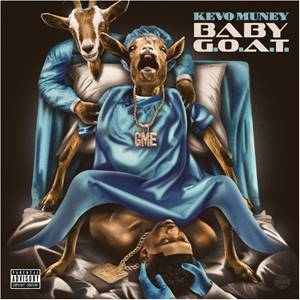 KEVO MUNEY
BABY
G.O.A.T.
GME
PARENTAL
ADVISORY
EXPLICIT CONTENT